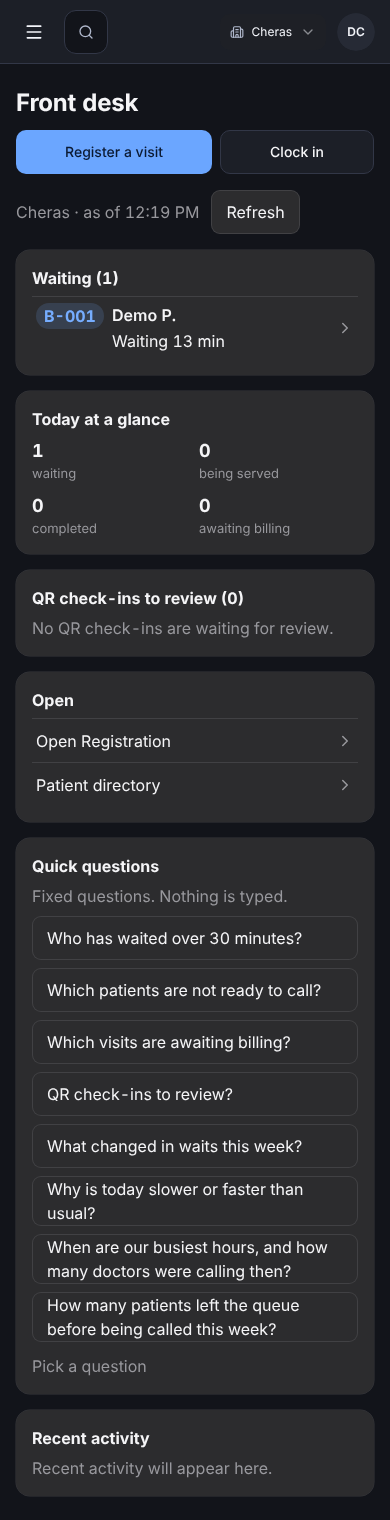 Cheras
DC
Front desk
Register a visit
Clock in
Cheras · as of 12:19 PM
Refresh
Waiting (1)
B-001
Demo P.
Waiting 13 min
Today at a glance
1
0
waiting
being served
0
0
completed
awaiting billing
QR check-ins to review (0)
No QR check-ins are waiting for review.
Open
Open Registration
Patient directory
Quick questions
Fixed questions. Nothing is typed.
Who has waited over 30 minutes?
Which patients are not ready to call?
Which visits are awaiting billing?
QR check-ins to review?
What changed in waits this week?
Why is today slower or faster than
usual?
When are our busiest hours, and how
many doctors were calling then?
How many patients left the queue
before being called this week?
Pick a question
Recent activity
Recent activity will appear here.